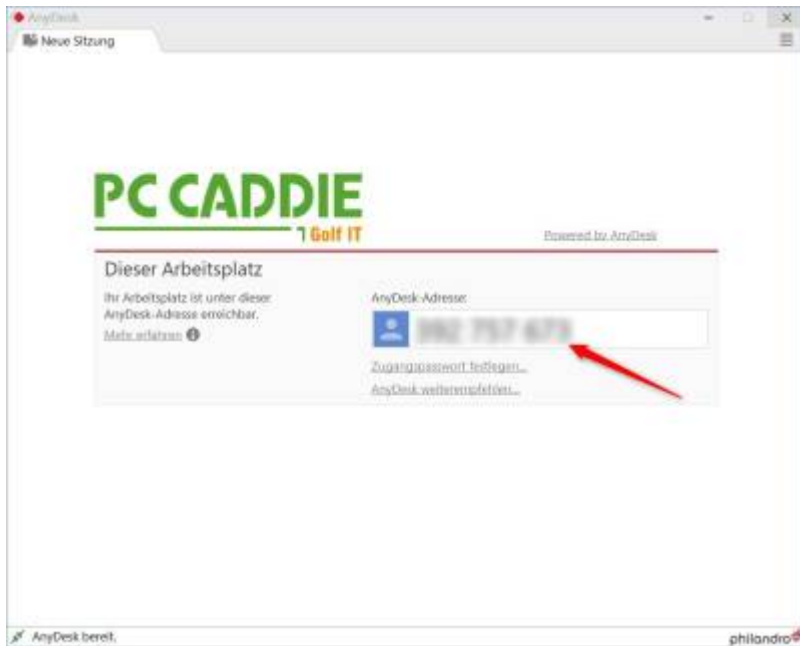 AnyDesk
Neue Sitzung
PC CADDIE
Golf IT
Powered by AnyDesk
Dieser Arbeitsplatz
Ihr Arbeitsplatz ist unter dieser
AnyDesk-Adresse erreichbar.
Mehr erfahren
AnyDesk-Adresse:
Zugangspasswort festlegen...
AnyDesk weiterempfehlen...
AnyDesk bereit.
philandro